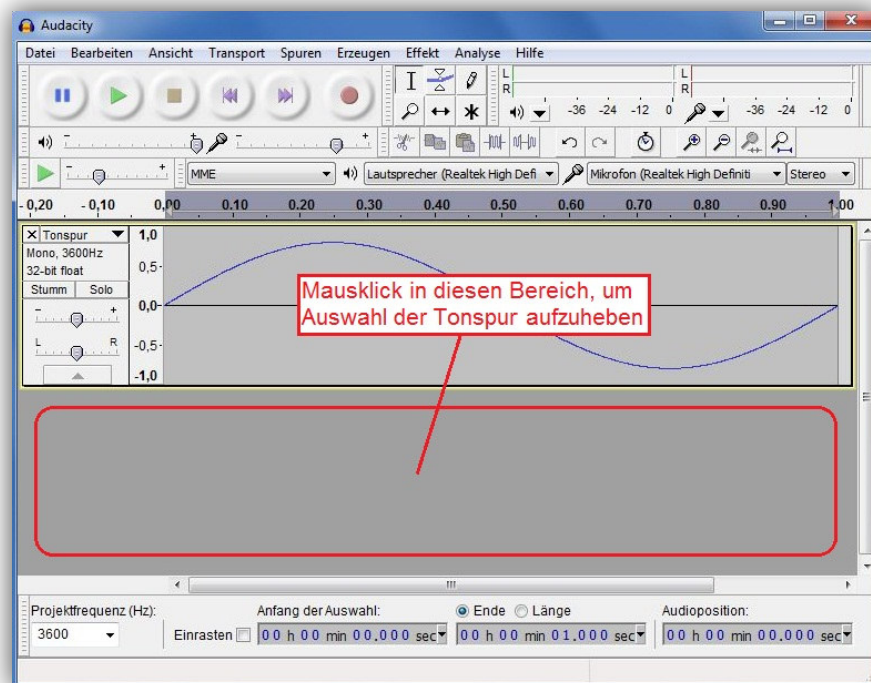 Audacity
Datei Bearbeiten Ansicht Transport Spuren Erzeugen Effekt Analyse Hilfe
L
R
L
R
-36 -24 -12 0
-36 -24 -12 0
- +
- +
- +
MME
Lautsprecher (Realtek High Defi
Mikrofon (Realtek High Definiti
Stereo
- 0,20 - 0,10 0,00 0.10 0.20 0.30 0.40 0.50 0.60 0.70 0.80 0.90 1.00
X Tonspur
Mono, 3600Hz
32-bit float
Stumm Solo
- +
L R
1,0
0,5-
0,0-
-0,5-
-1,0
Mausklick in diesen Bereich, um
Auswahl der Tonspur aufzuheben
Projektfrequenz (Hz): Anfang der Auswahl: Ende Länge Audioposition:
3600 Einrasten 00 h 00 min 00.000 sec 00 h 00 min 01.000 sec 00 h 00 min 00.000 sec